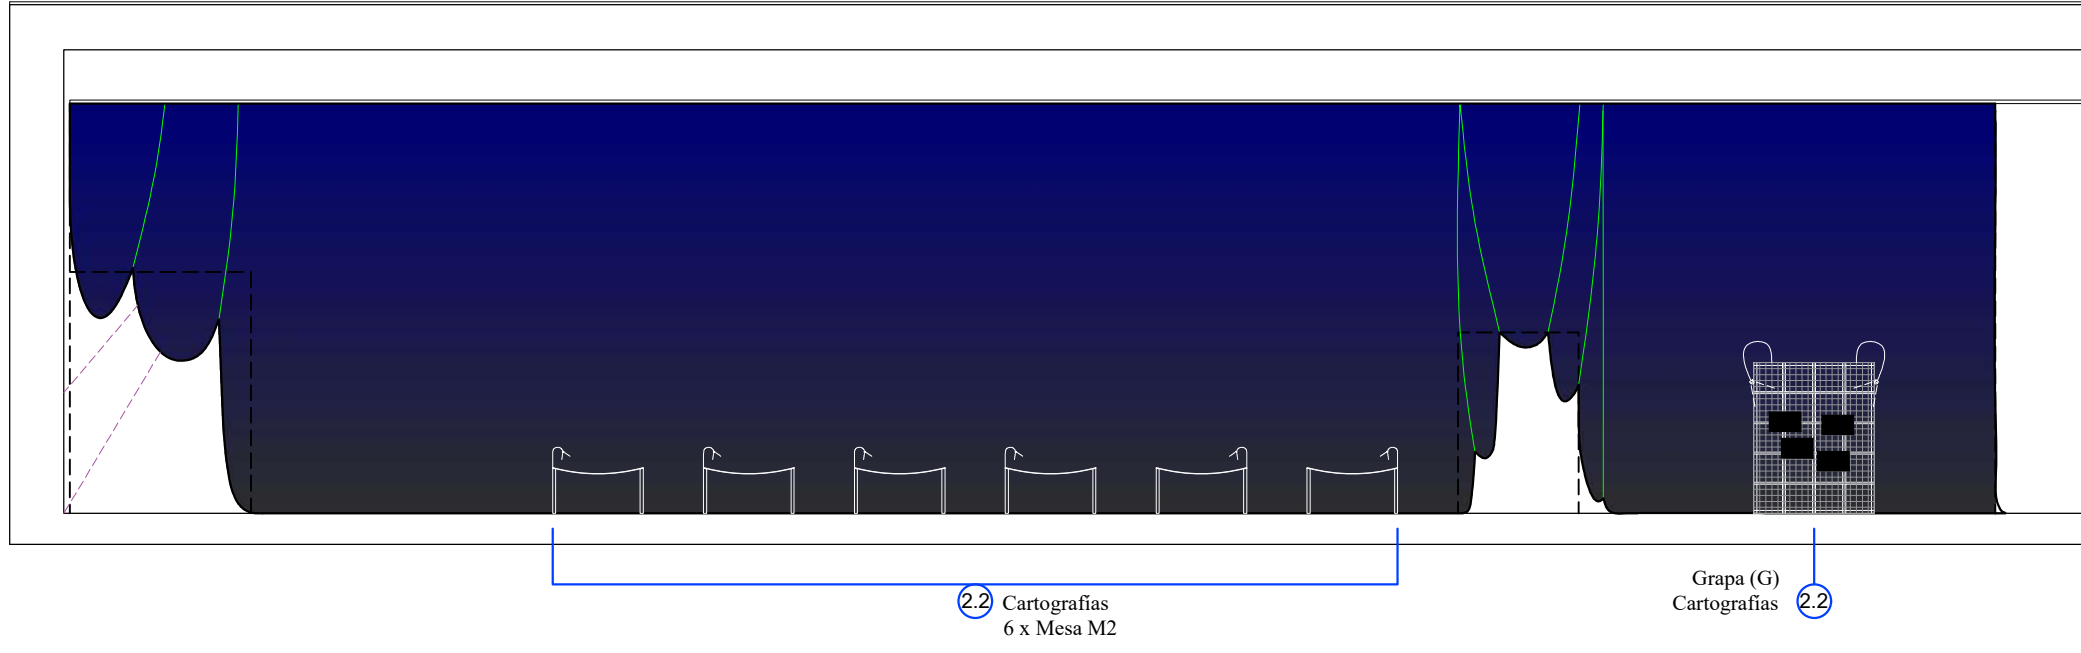 2.2 Cartografías
6 x Mesa M2
Grapa (G)
Cartografías 2.2